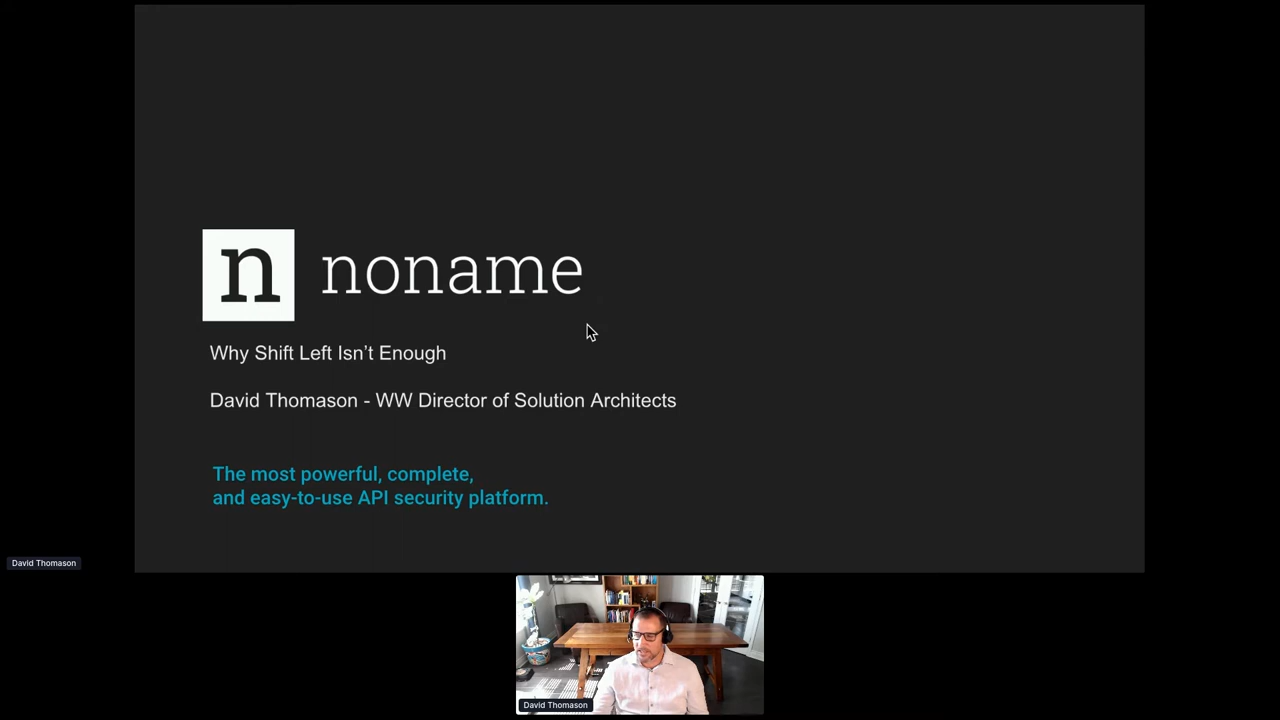 n noname
Why Shift Left Isn’t Enough
David Thomason - WW Director of Solution Architects
The most powerful, complete,
and easy-to-use API security platform.
David Thomason
David Thomason